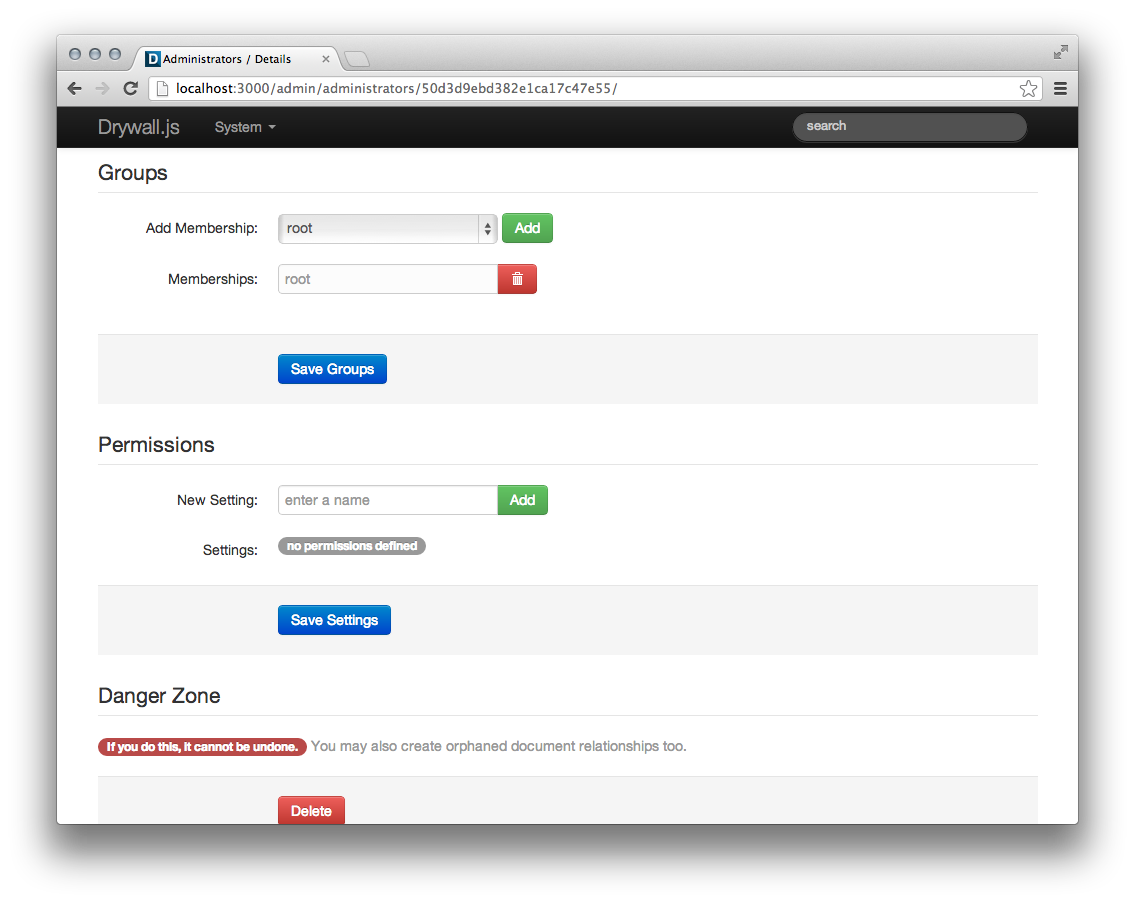 Administrators / Details
localhost:3000/admin/administrators/50d3d9ebd382e1ca17c47e55/
Drywall.js System search
Groups
Add Membership: root Add
Memberships: root
Save Groups
Permissions
New Setting: enter a name Add
Settings: no permissions defined
Save Settings
Danger Zone
If you do this, it cannot be undone. You may also create orphaned document relationships too.
Delete